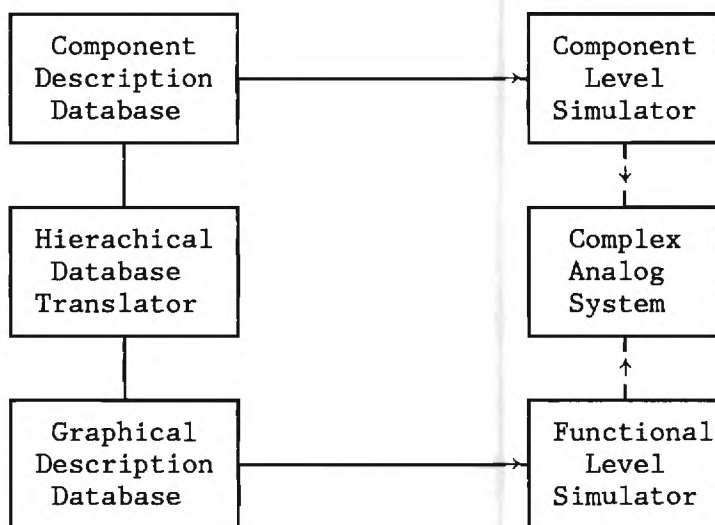 Component
Description
Database
Component
Level
Simulator
Hierachical
Database
Translator
Complex
Analog
System
Graphical
Description
Database
Functional
Level
Simulator